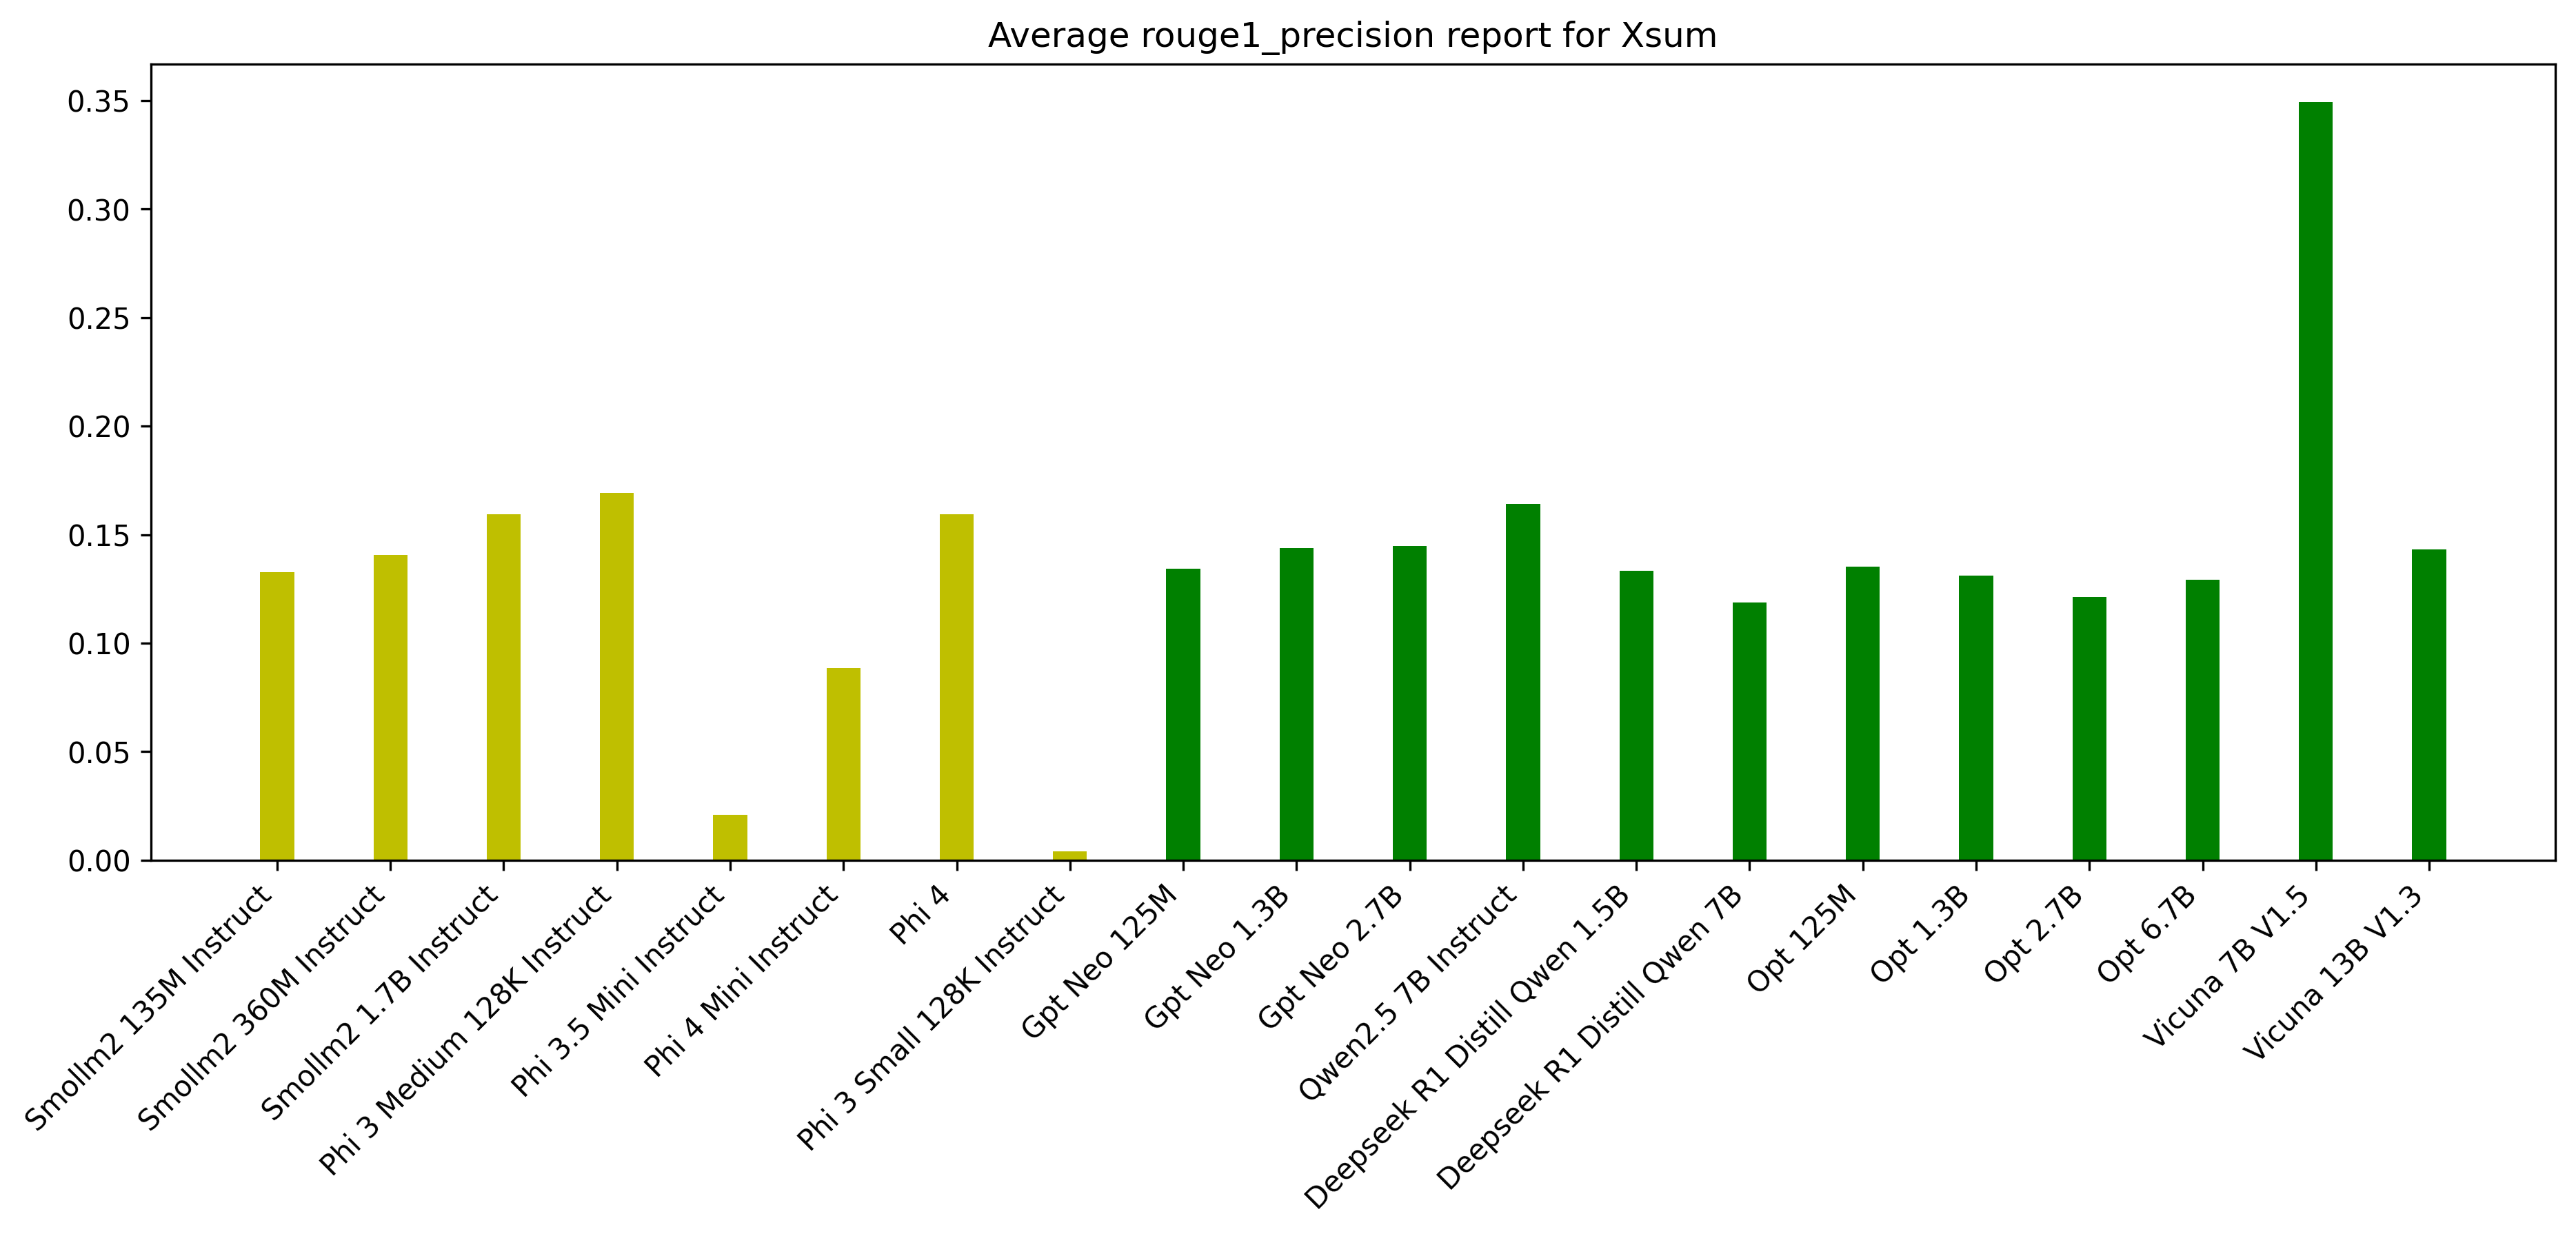 Average rouge1_precision report for Xsum
0.35
0.30
0.25
0.20
0.15
0.10
0.05
0.00
Smollm2 135M Instruct
Smollm2 360M Instruct
Smollm2 1.7B Instruct
Phi 3 Medium 128K Instruct
Phi 3.5 Mini Instruct
Phi 4 Mini Instruct
Phi 4
Phi 3 Small 128K Instruct
Gpt Neo 125M
Gpt Neo 1.3B
Gpt Neo 2.7B
Qwen2.5 7B Instruct
Deepseek R1 Distill Qwen 1.5B
Deepseek R1 Distill Qwen 7B
Opt 125M
Opt 1.3B
Opt 2.7B
Opt 6.7B
Vicuna 7B V1.5
Vicuna 13B V1.3